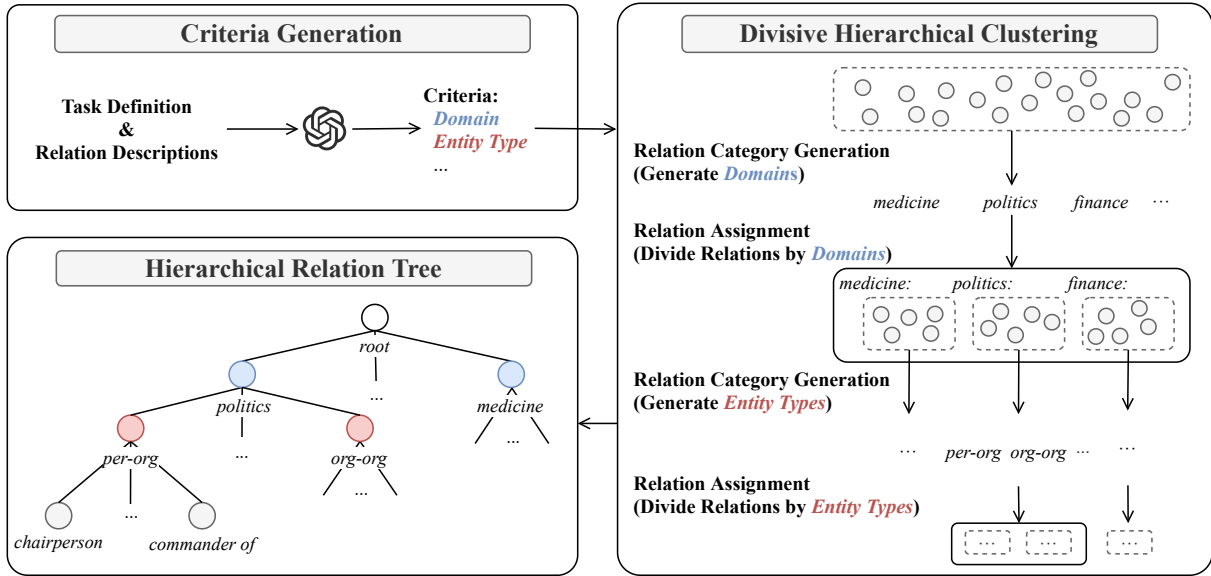 Criteria Generation
Task Definition
&
Relation Descriptions
Criteria:
Domain
Entity Type
...
Divisive Hierarchical Clustering
Relation Category Generation
(Generate Domains)
medicine politics finance ...
Relation Assignment
(Divide Relations by Domains)
medicine: politics: finance:
Relation Category Generation
(Generate Entity Types)
... per-org org-org ... ...
Relation Assignment
(Divide Relations by Entity Types)
... ... ...
Hierarchical Relation Tree
root
...
politics
medicine
...
...
per-org
org-org
...
...
chairperson
commander of